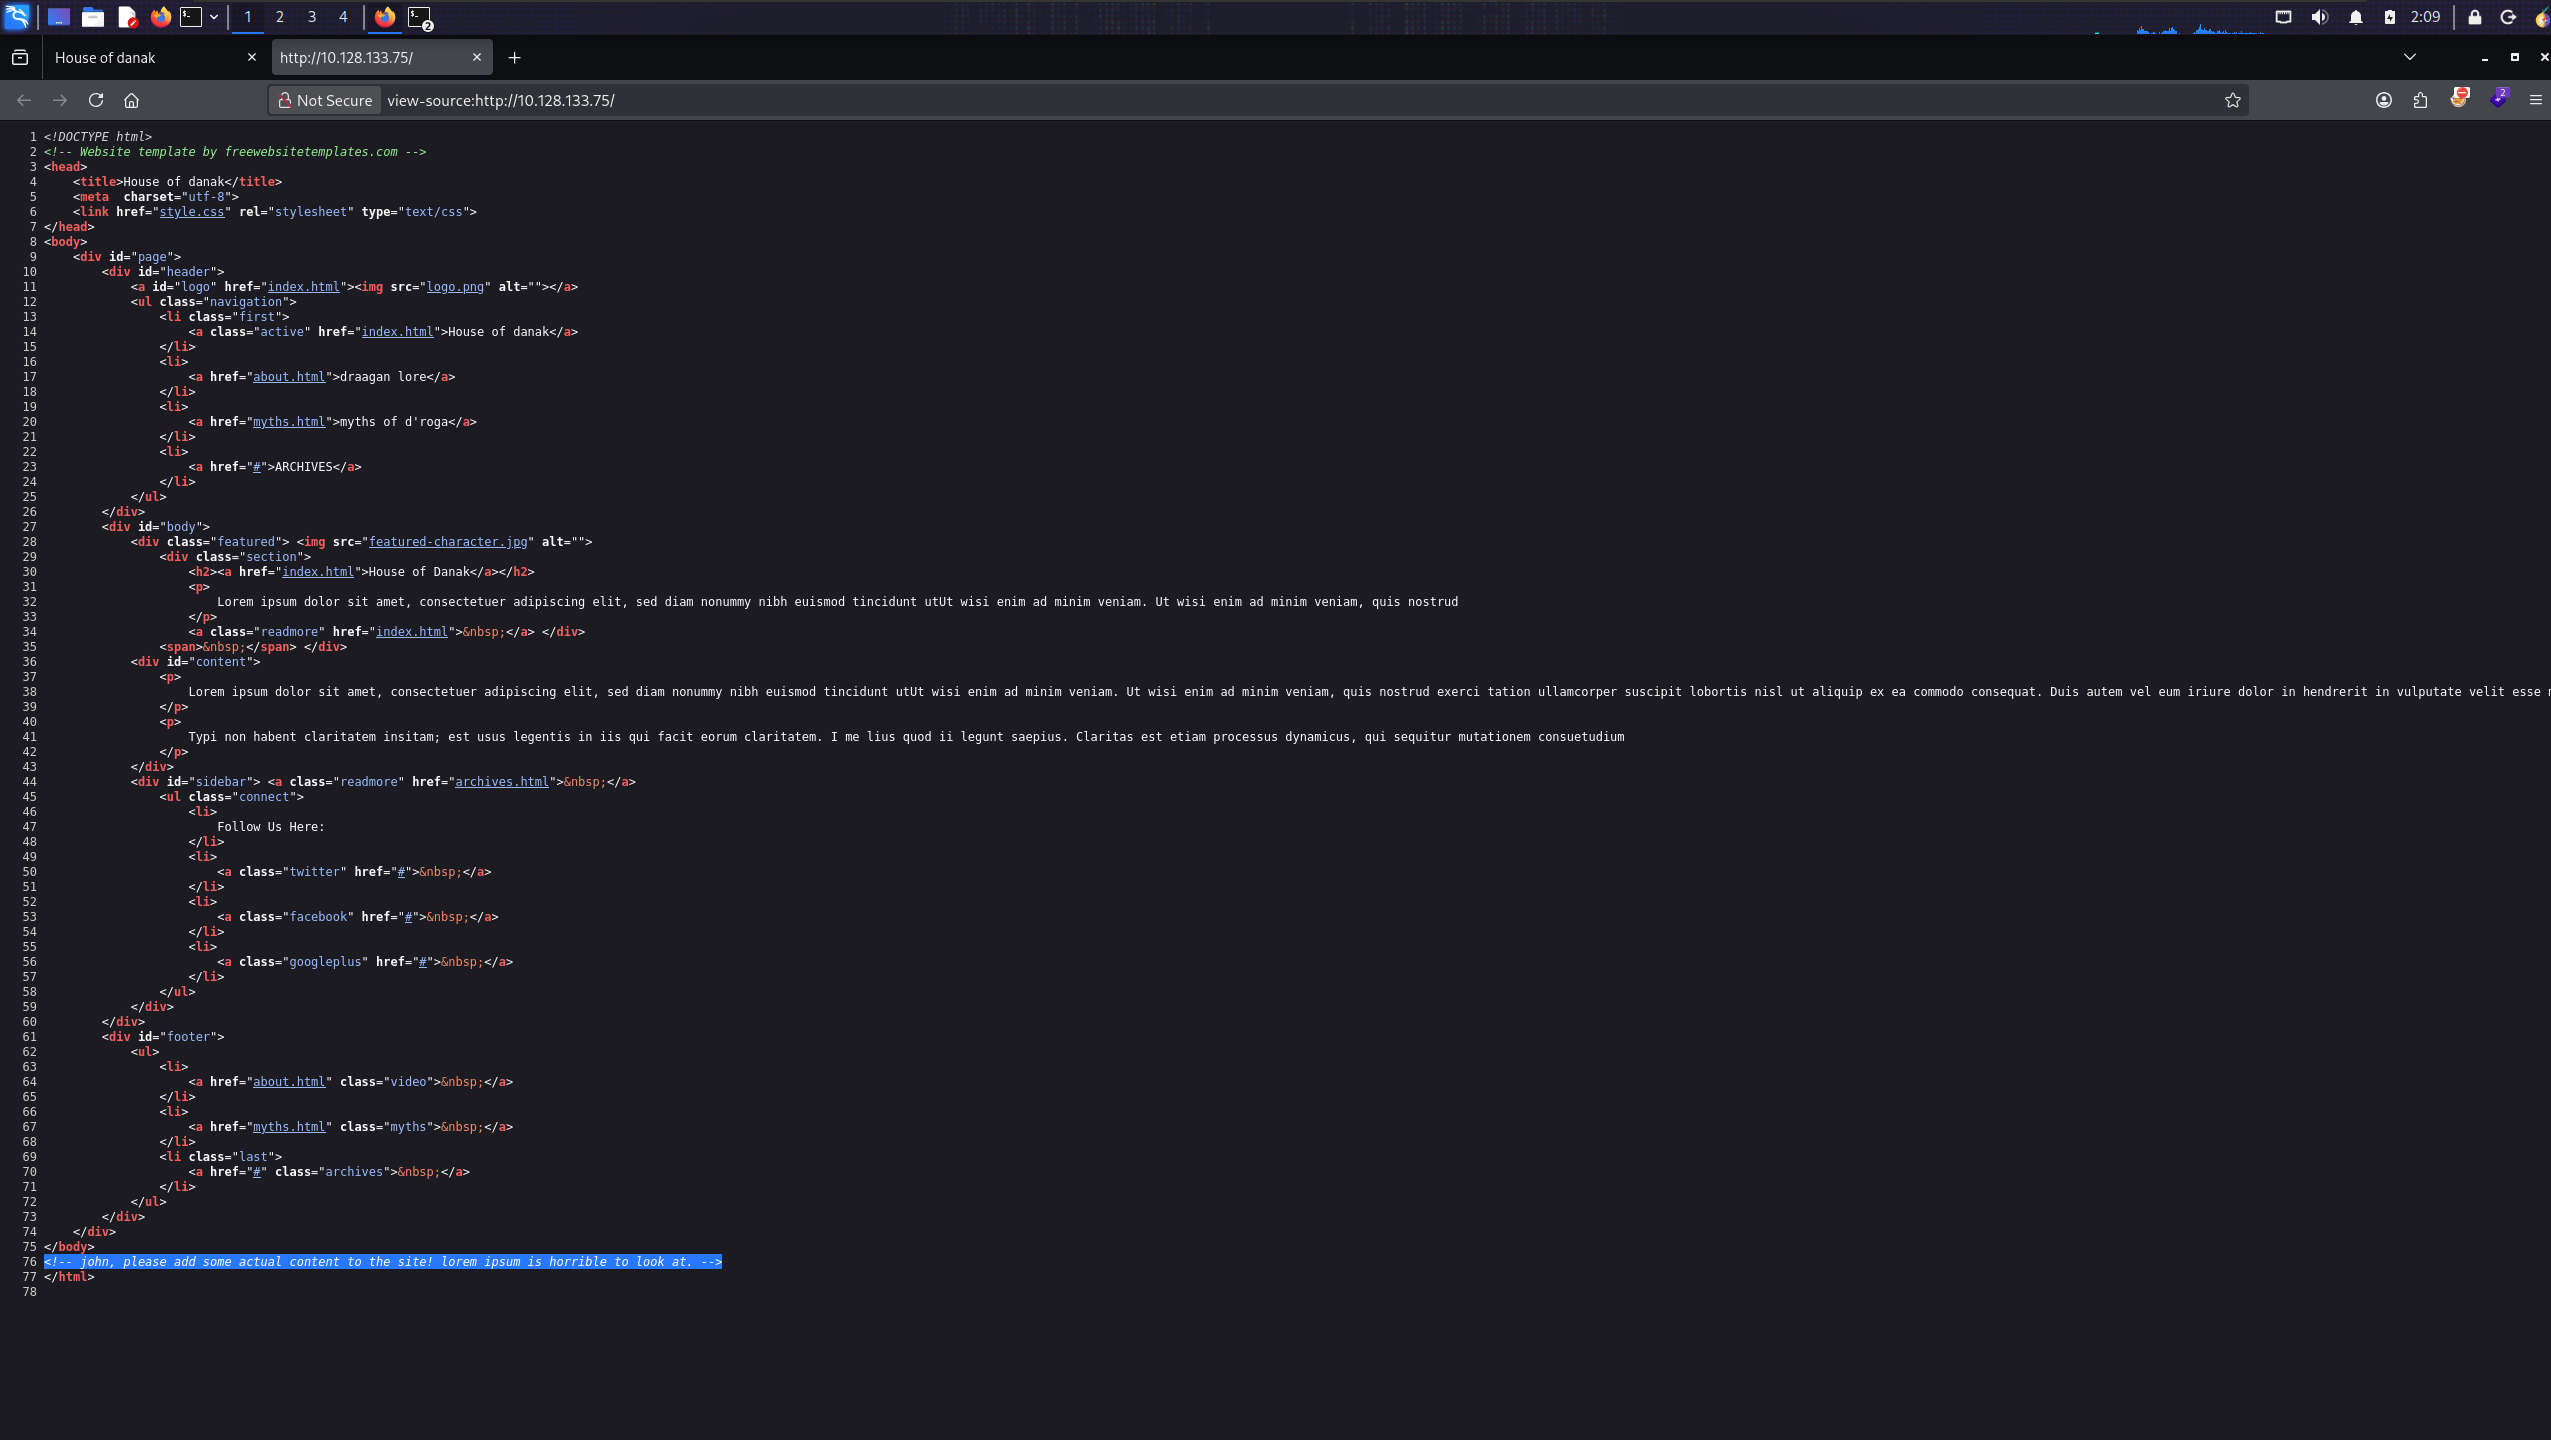 1 2 3 4 2 2:09
House of danak http://10.128.133.75/
Not Secure view-source:http://10.128.133.75/ 2
1 <!DOCTYPE html>
2 <!-- Website template by freewebsitetemplates.com -->
3 <head>
4 <title>House of danak</title>
5 <meta charset="utf-8">
6 <link href="style.css" rel="stylesheet" type="text/css">
7 </head>
8 <body>
9 <div id="page">
10 <div id="header">
11 <a id="logo" href="index.html"><img src="logo.png" alt=""></a>
12 <ul class="navigation">
13 <li class="first">
14 <a class="active" href="index.html">House of danak</a>
15 </li>
16 <li>
17 <a href="about.html">draagan lore</a>
18 </li>
19 <li>
20 <a href="myths.html">myths of d'roga</a>
21 </li>
22 <li>
23 <a href="#">ARCHIVES</a>
24 </li>
25 </ul>
26 </div>
27 <div id="body">
28 <div class="featured"> <img src="featured-character.jpg" alt="">
29 <div class="section">
30 <h2><a href="index.html">House of Danak</a></h2>
31 <p>
32 Lorem ipsum dolor sit amet, consectetuer adipiscing elit, sed diam nonummy nibh euismod tincidunt utUt wisi enim ad minim veniam. Ut wisi enim ad minim veniam, quis nostrud
33 </p>
34 <a class="readmore" href="index.html">&nbsp;</a> </div>
35 <span>&nbsp;</span> </div>
36 <div id="content">
37 <p>
38 Lorem ipsum dolor sit amet, consectetuer adipiscing elit, sed diam nonummy nibh euismod tincidunt utUt wisi enim ad minim veniam. Ut wisi enim ad minim veniam, quis nostrud exerci tation ullamcorper suscipit lobortis nisl ut aliquip ex ea commodo consequat. Duis autem vel eum iriure dolor in hendrerit in vulputate velit esse
39 </p>
40 <p>
41 Typi non habent claritatem insitam; est usus legentis in iis qui facit eorum claritatem. I me lius quod ii legunt saepius. Claritas est etiam processus dynamicus, qui sequitur mutationem consuetudium
42 </p>
43 </div>
44 <div id="sidebar"> <a class="readmore" href="archives.html">&nbsp;</a>
45 <ul class="connect">
46 <li>
47 Follow Us Here:
48 </li>
49 <li>
50 <a class="twitter" href="#">&nbsp;</a>
51 </li>
52 <li>
53 <a class="facebook" href="#">&nbsp;</a>
54 </li>
55 <li>
56 <a class="googleplus" href="#">&nbsp;</a>
57 </li>
58 </ul>
59 </div>
60 </div>
61 <div id="footer">
62 <ul>
63 <li>
64 <a href="about.html" class="video">&nbsp;</a>
65 </li>
66 <li>
67 <a href="myths.html" class="myths">&nbsp;</a>
68 </li>
69 <li class="last">
70 <a href="#" class="archives">&nbsp;</a>
71 </li>
72 </ul>
73 </div>
74 </div>
75 </body>
76 <!-- john, please add some actual content to the site! lorem ipsum is horrible to look at. -->
77 </html>
78